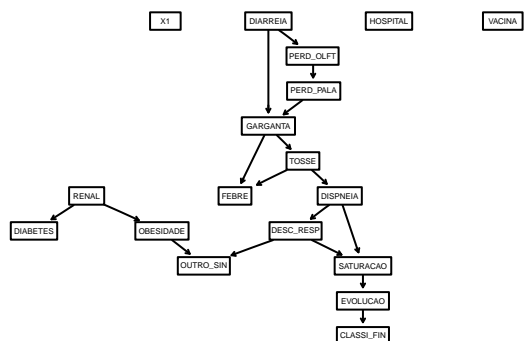 X1
DIARREIA
HOSPITAL
VACINA
PERD_OLFT
PERD_PALA
GARGANTA
TOSSE
RENAL
FEBRE
DISPNEIA
DIABETES
OBESIDADE
DESC_RESP
OUTRO_SIN
SATURACAO
EVOLUCAO
CLASSI_FIN